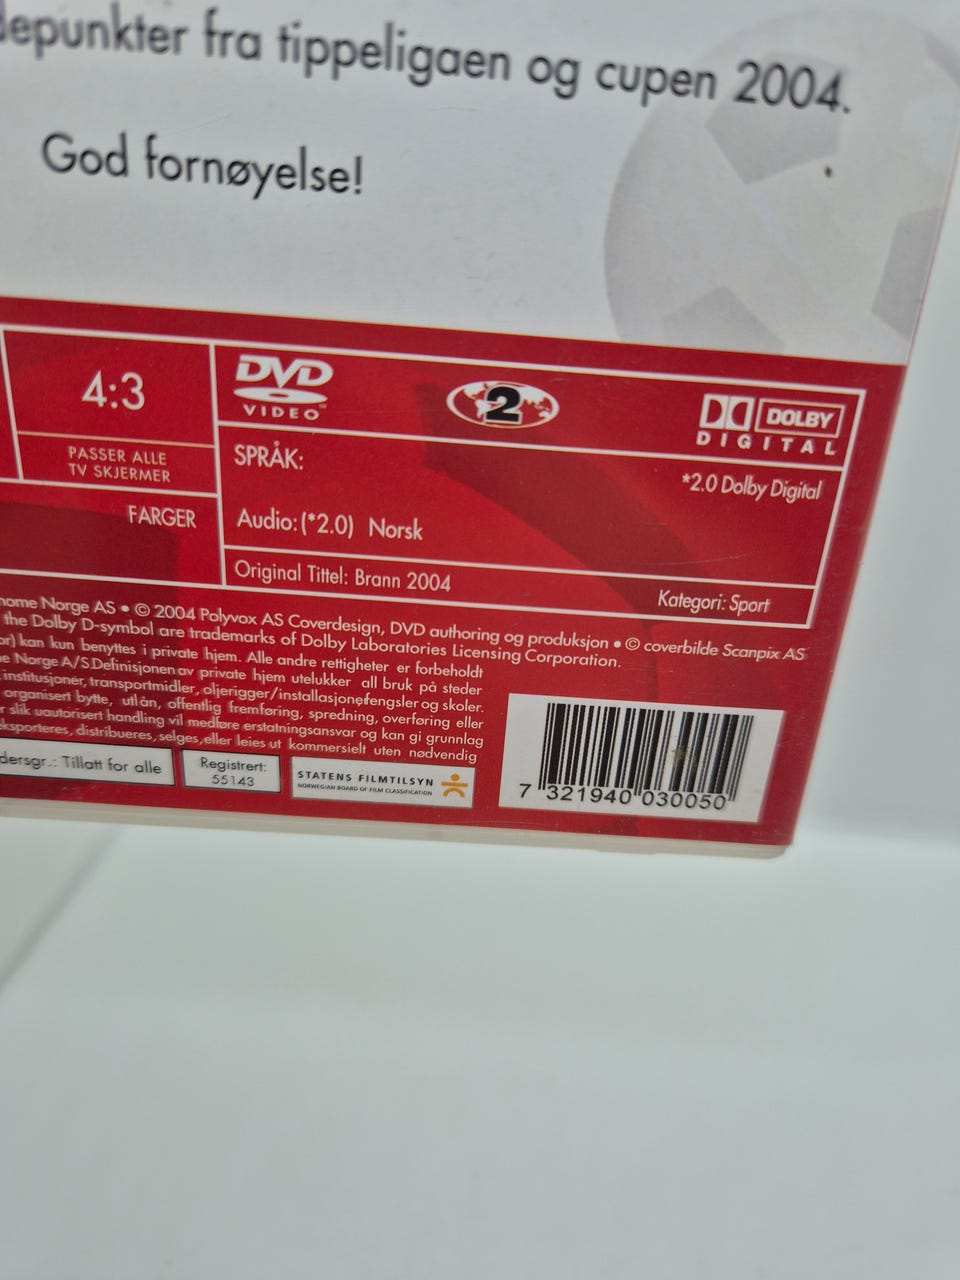 depunkter fra tippeligaen og cupen 2004.
God fornøyelse!
4:3
PASSER ALLE
TV SKJERMER
FARGER
DVD
VIDEO™
2
DOLBY
DIGITAL
SPRÅK:
*2.0 Dolby Digital
Audio: (*2.0) Norsk
Original Tittel: Brann 2004
Kategori: Sport
home Norge AS • © 2004 Polyvox AS Coverdesign, DVD authoring og produksjon • © coverbilde Scanpix AS
the Dolby D-symbol are trademarks of Dolby Laboratories Licensing Corporation.
or) kan kun benyttes i private hjem. Alle andre rettigheter er forbeholdt
e Norge A/S.Definisjonen av private hjem utelukker all bruk på steder
institusjoner, transportmidler, oljerigger/installasjonefengsler og skoler.
organisert bytte, utlån, offentlig fremføring, spredning, overføring eller
r slik uautorisert handling vil medføre erstatningsansvar og kan gi grunnlag
eksporteres, distribueres, selges,eller leies ut kommersielt uten nødvendig
dersgr.: Tillatt for alle
Registrert:
55143
STATENS FILMTILSYN
NORWEGIAN BOARD OF FILM CLASSIFICATION
7 321940 030050